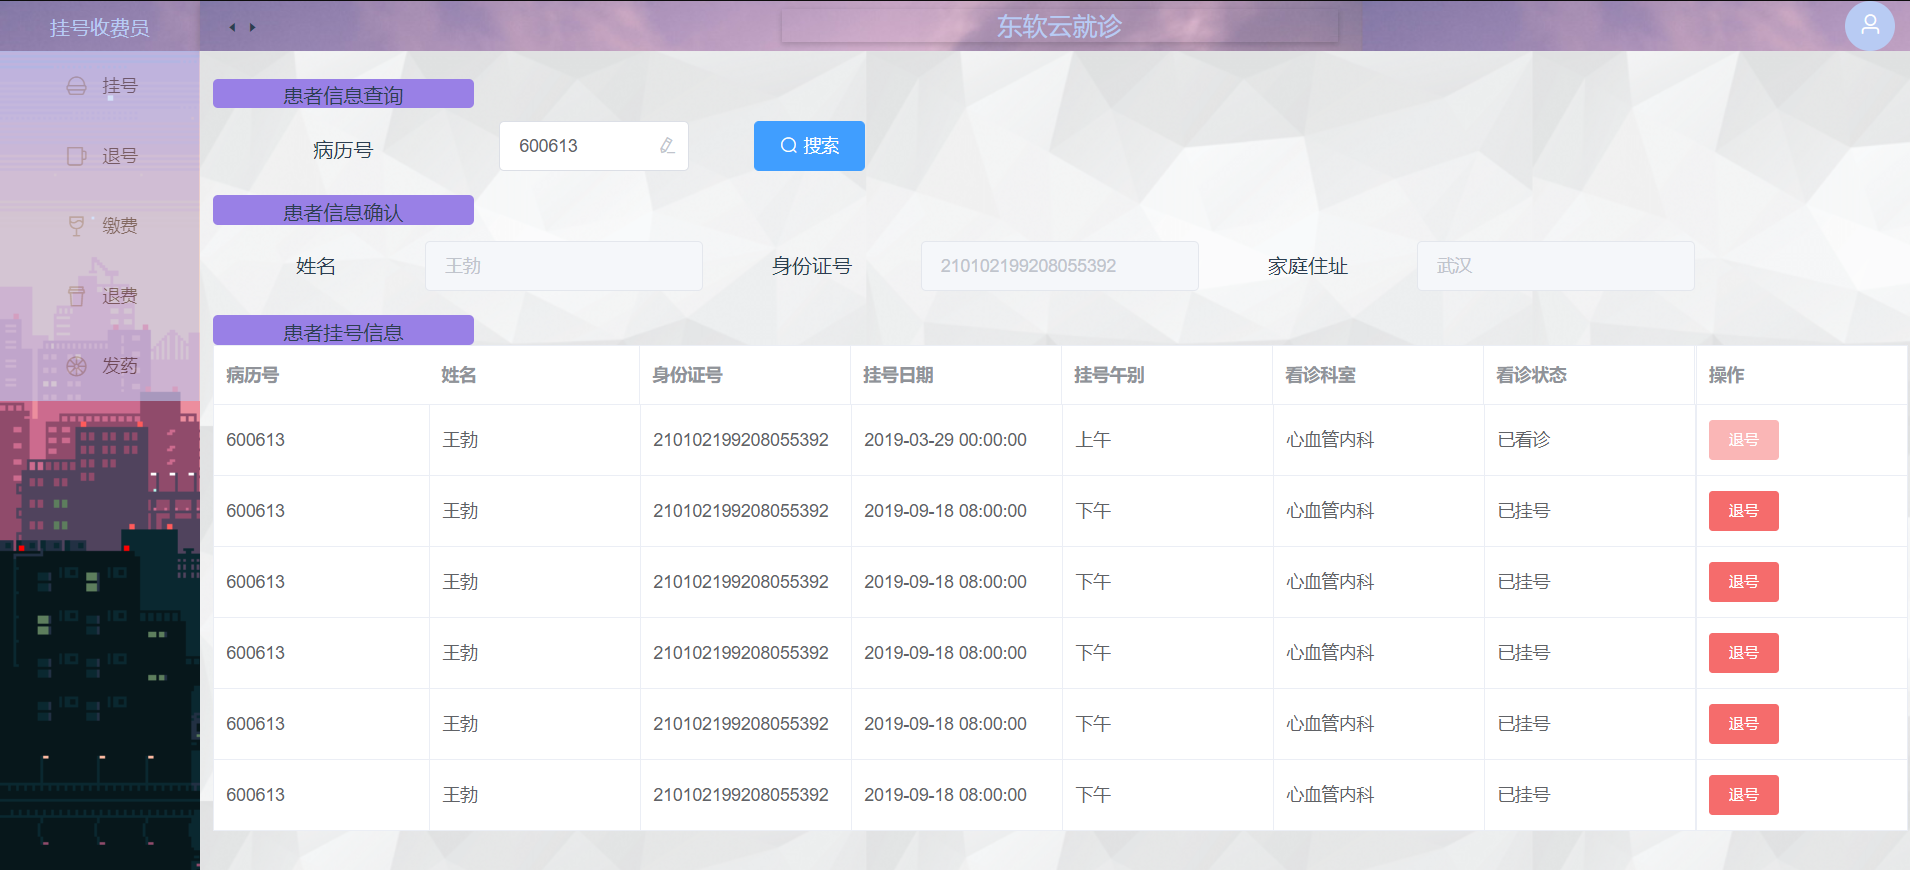 挂号收费员
东软云就诊
挂号
退号
缴费
退费
发药
患者信息查询
病历号 600613 搜索
患者信息确认
姓名 王勃 身份证号 210102199208055392 家庭住址 武汉
患者挂号信息
病历号 姓名 身份证号 挂号日期 挂号午别 看诊科室 看诊状态 操作
600613 王勃 210102199208055392 2019-03-29 00:00:00 上午 心血管内科 已看诊 退号
600613 王勃 210102199208055392 2019-09-18 08:00:00 下午 心血管内科 已挂号 退号
600613 王勃 210102199208055392 2019-09-18 08:00:00 下午 心血管内科 已挂号 退号
600613 王勃 210102199208055392 2019-09-18 08:00:00 下午 心血管内科 已挂号 退号
600613 王勃 210102199208055392 2019-09-18 08:00:00 下午 心血管内科 已挂号 退号
600613 王勃 210102199208055392 2019-09-18 08:00:00 下午 心血管内科 已挂号 退号